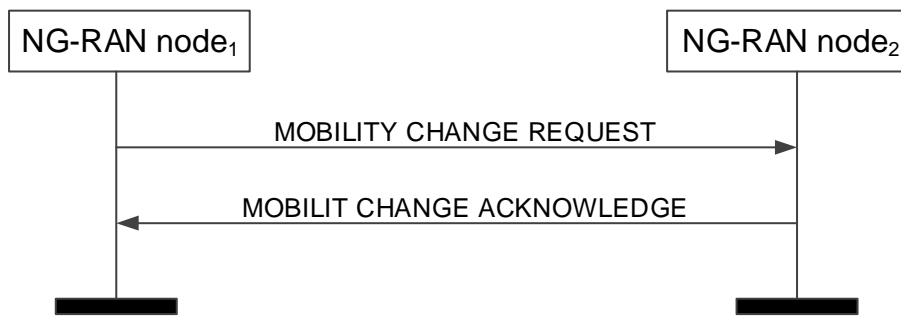 NG-RAN node₁
NG-RAN node₂
MOBILITY CHANGE REQUEST
MOBILIT CHANGE ACKNOWLEDGE